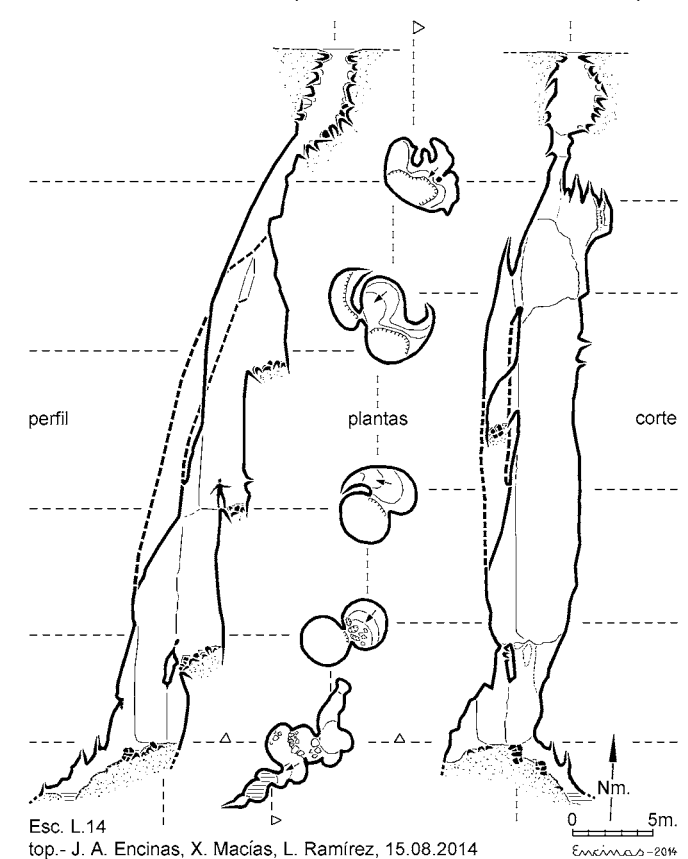 perfil
plantas
corte
Nm.
0 5m.
Esc. L.14
top.- J. A. Encinas, X. Macías, L. Ramírez, 15.08.2014
Encinas-2014